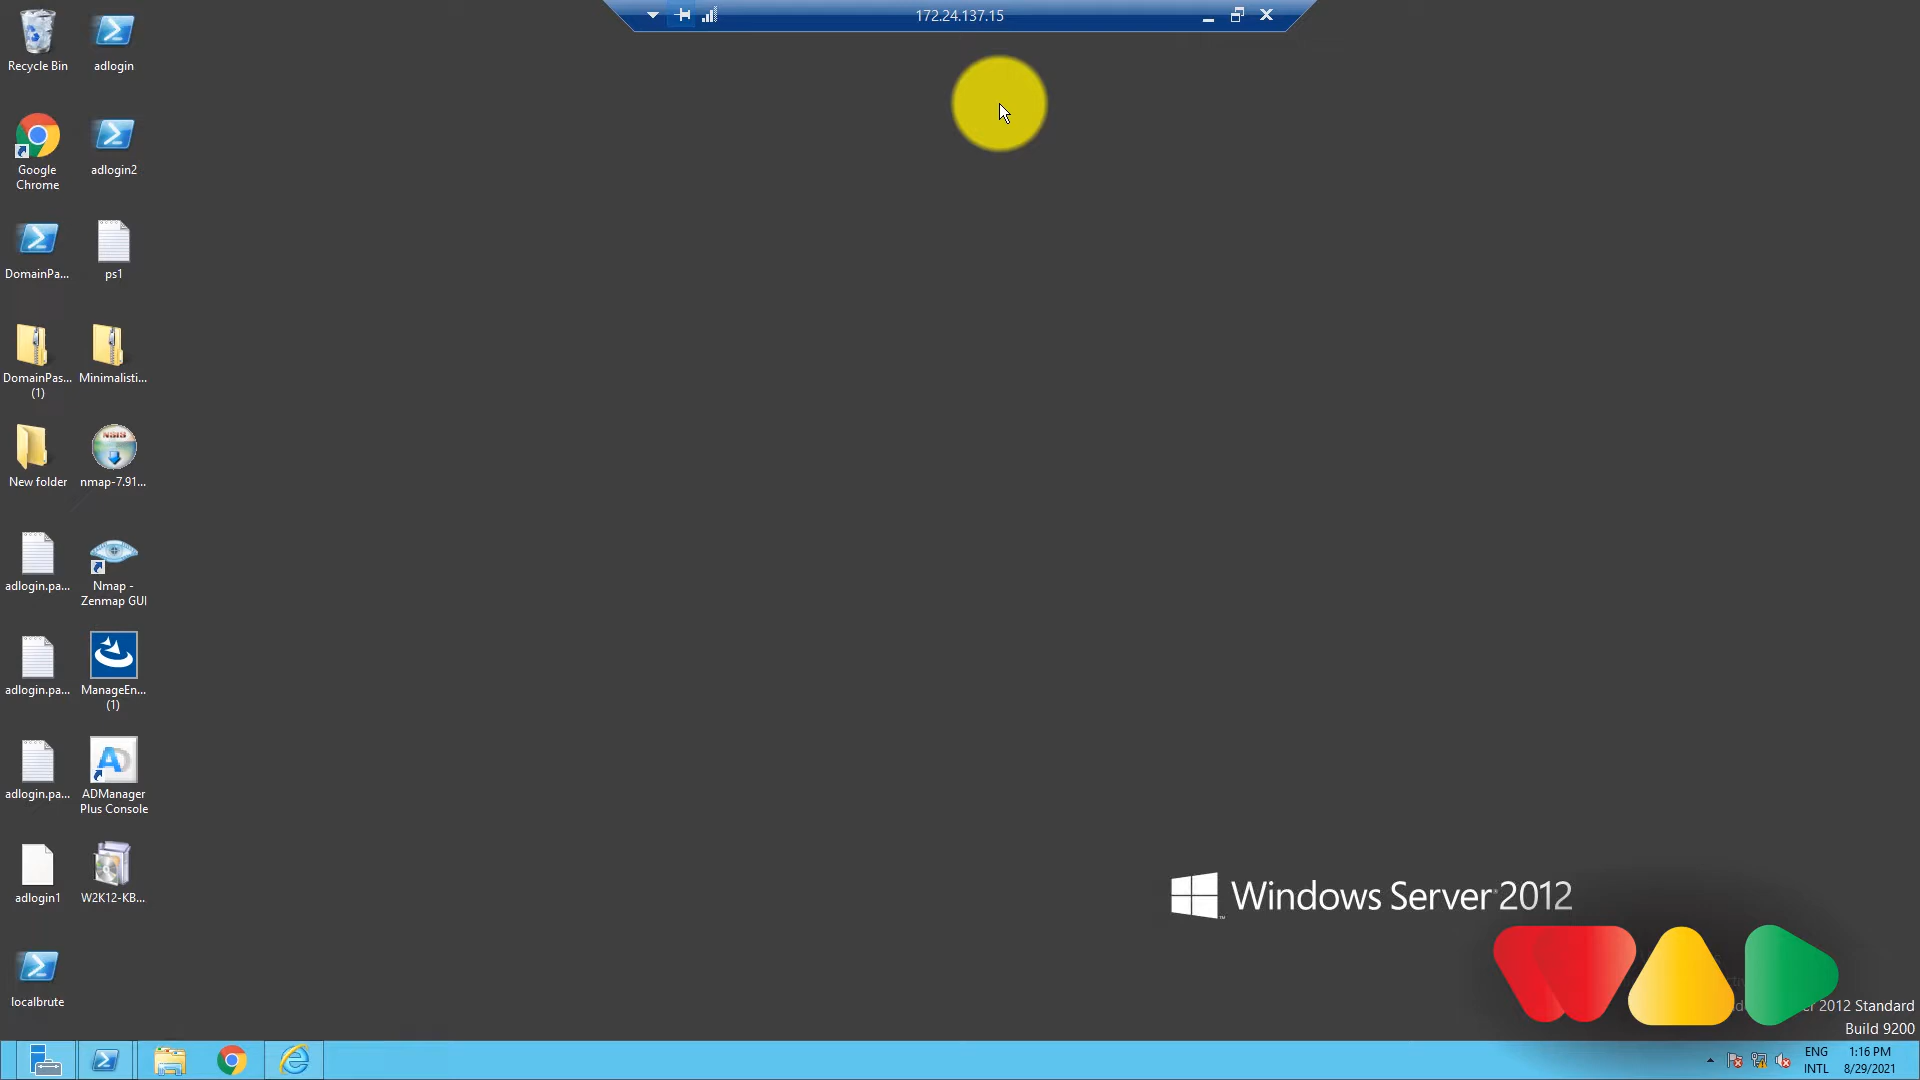 172.24.137.15
Recycle Bin
adlogin
Google
Chrome
adlogin2
DomainPa...
ps1
DomainPas...
(1)
Minimalisti...
New folder
NSIS
nmap-7.91...
adlogin.pa...
Nmap -
Zenmap GUI
adlogin.pa...
ManageEn...
(1)
adlogin.pa...
AD
ADManager
Plus Console
adlogin1
W2K12-KB...
localbrute
Windows Server 2012
2012 Standard
Build 9200
ENG
INTL
1:16 PM
8/29/2021